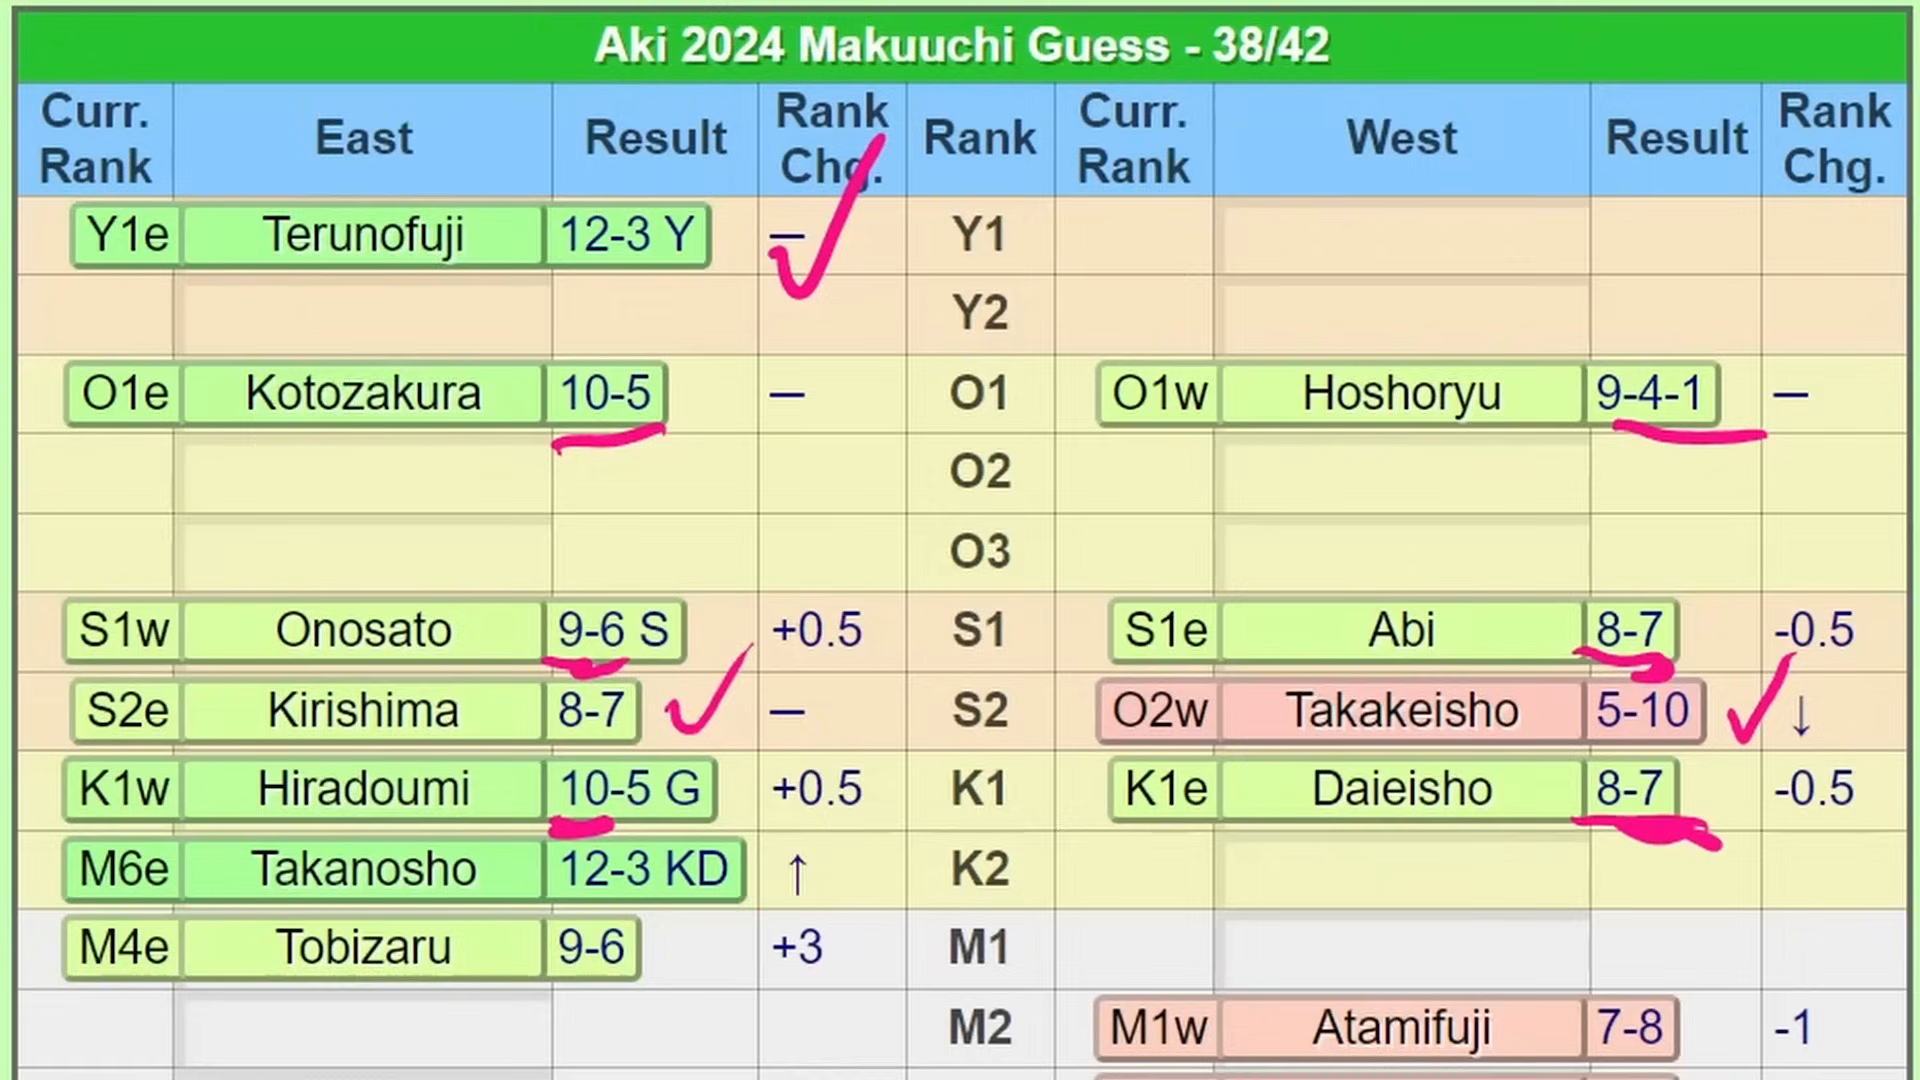 Aki 2024 Makuuchi Guess - 38/42
Curr. Rank East Result Rank Chg. Rank Curr. Rank West Result Rank Chg.
Y1e Terunofuji 12-3 Y — Y1
Y2
O1e Kotozakura 10-5 — O1 O1w Hoshoryu 9-4-1 —
O2
O3
S1w Onosato 9-6 S +0.5 S1 S1e Abi 8-7 -0.5
S2e Kirishima 8-7 — S2 O2w Takakeisho 5-10 ↓
K1w Hiradoumi 10-5 G +0.5 K1 K1e Daieisho 8-7 -0.5
M6e Takanosho 12-3 KD ↑ K2
M4e Tobizaru 9-6 +3 M1
M2 M1w Atamifuji 7-8 -1